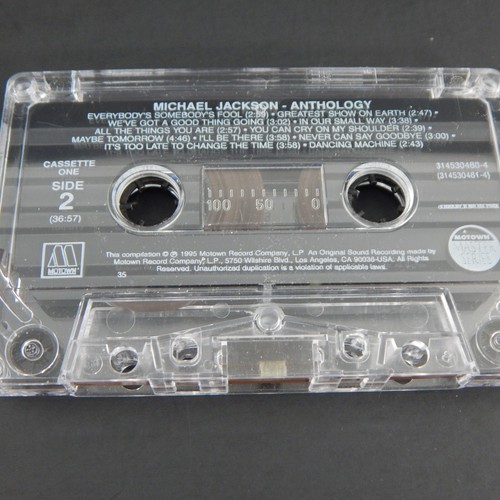 MICHAEL JACKSON - ANTHOLOGY
EVERYBODY'S SOMEBODY'S FOOL (2:59) • GREATEST SHOW ON EARTH (2:47) •
WE'VE GOT A GOOD THING GOING (3:02) • IN OUR SMALL WAY (3:38) •
ALL THE THINGS YOU ARE (2:57) • YOU CAN CRY ON MY SHOULDER (2:39) •
MAYBE TOMORROW (4:46) • I'LL BE THERE (3:58) • NEVER CAN SAY GOODBYE (3:00) •
IT'S TOO LATE TO CHANGE THE TIME (3:58) • DANCING MACHINE (2:43)
CASSETTE
ONE
SIDE
2
(36:57)
314530480-4
(314530481-4)
100 50 0
MOTOWN
MOTOWN
This compilation © ℗ 1995 Motown Record Company, L.P. An Original Sound Recording made by
Motown Record Company, L.P., 5750 Wilshire Blvd., Los Angeles, CA 90036-USA. All Rights
Reserved. Unauthorized duplication is a violation of applicable laws.
35